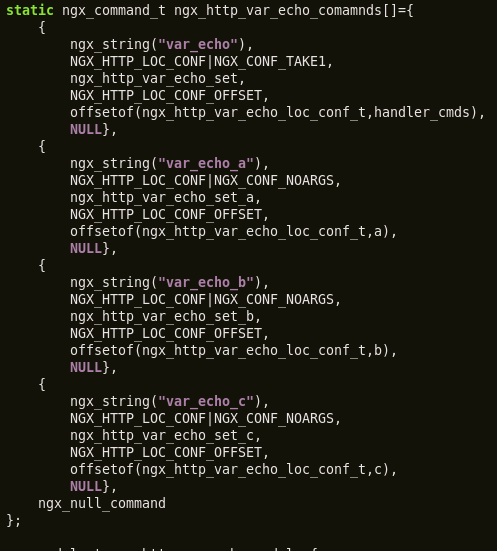 static ngx_command_t ngx_http_var_echo_comamnds[]={
    {
        ngx_string("var_echo"),
        NGX_HTTP_LOC_CONF|NGX_CONF_TAKE1,
        ngx_http_var_echo_set,
        NGX_HTTP_LOC_CONF_OFFSET,
        offsetof(ngx_http_var_echo_loc_conf_t,handler_cmds),
        NULL},
    {
        ngx_string("var_echo_a"),
        NGX_HTTP_LOC_CONF|NGX_CONF_NOARGS,
        ngx_http_var_echo_set_a,
        NGX_HTTP_LOC_CONF_OFFSET,
        offsetof(ngx_http_var_echo_loc_conf_t,a),
        NULL},
    {
        ngx_string("var_echo_b"),
        NGX_HTTP_LOC_CONF|NGX_CONF_NOARGS,
        ngx_http_var_echo_set_b,
        NGX_HTTP_LOC_CONF_OFFSET,
        offsetof(ngx_http_var_echo_loc_conf_t,b),
        NULL},
    {
        ngx_string("var_echo_c"),
        NGX_HTTP_LOC_CONF|NGX_CONF_NOARGS,
        ngx_http_var_echo_set_c,
        NGX_HTTP_LOC_CONF_OFFSET,
        offsetof(ngx_http_var_echo_loc_conf_t,c),
        NULL},
    ngx_null_command
};